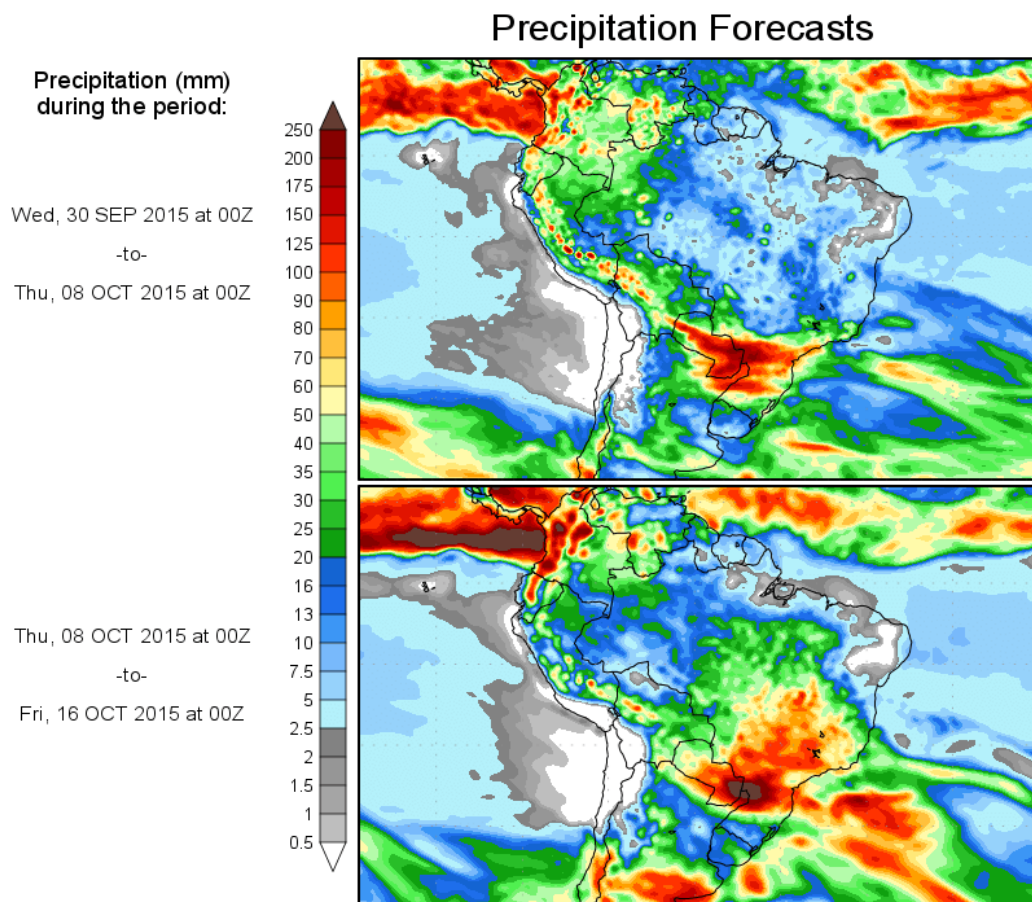 Precipitation Forecasts
Precipitation (mm)
during the period:
Wed, 30 SEP 2015 at 00Z
-to-
Thu, 08 OCT 2015 at 00Z
Thu, 08 OCT 2015 at 00Z
-to-
Fri, 16 OCT 2015 at 00Z
250
200
175
150
125
100
90
80
70
60
50
40
35
30
25
20
16
13
10
7.5
5
2.5
2
1.5
1
0.5